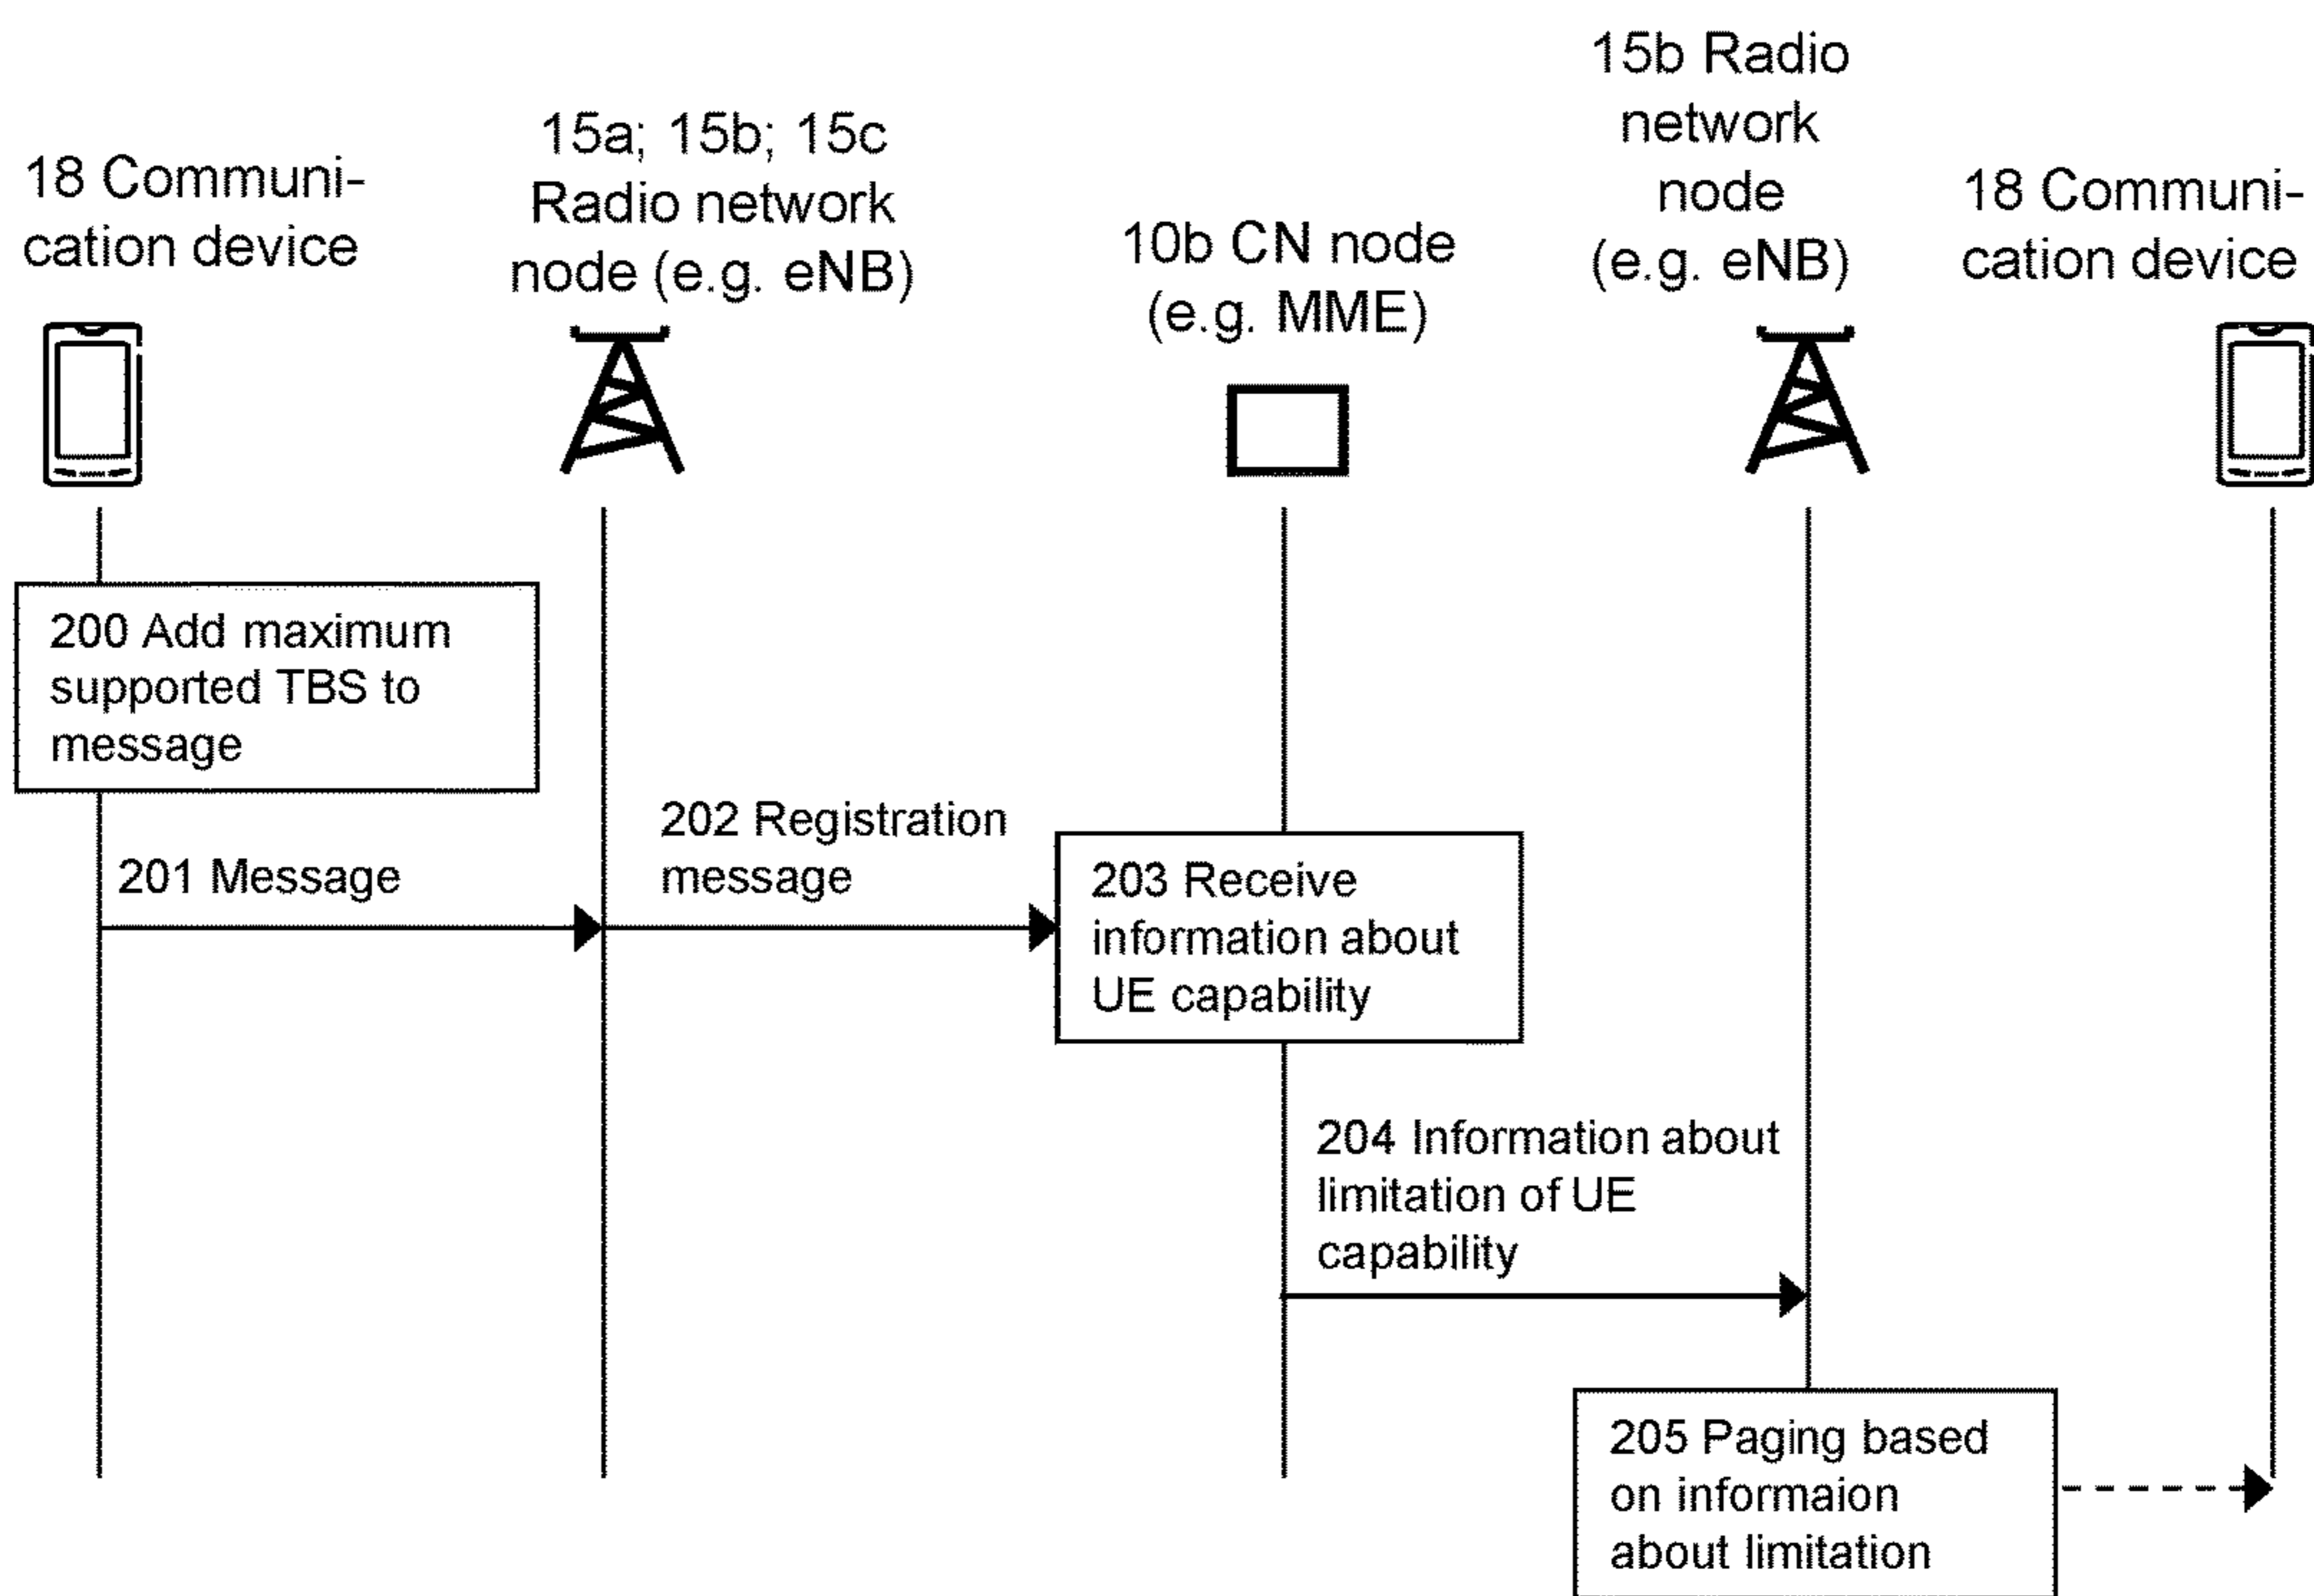 18 Communi-
cation device
15a; 15b; 15c
Radio network
node (e.g. eNB)
10b CN node
(e.g. MME)
15b Radio
network
node
(e.g. eNB)
18 Communi-
cation device
200 Add maximum
supported TBS to
message
201 Message
202 Registration
message
203 Receive
information about
UE capability
204 Information about
limitation of UE
capability
205 Paging based
on informaion
about limitation